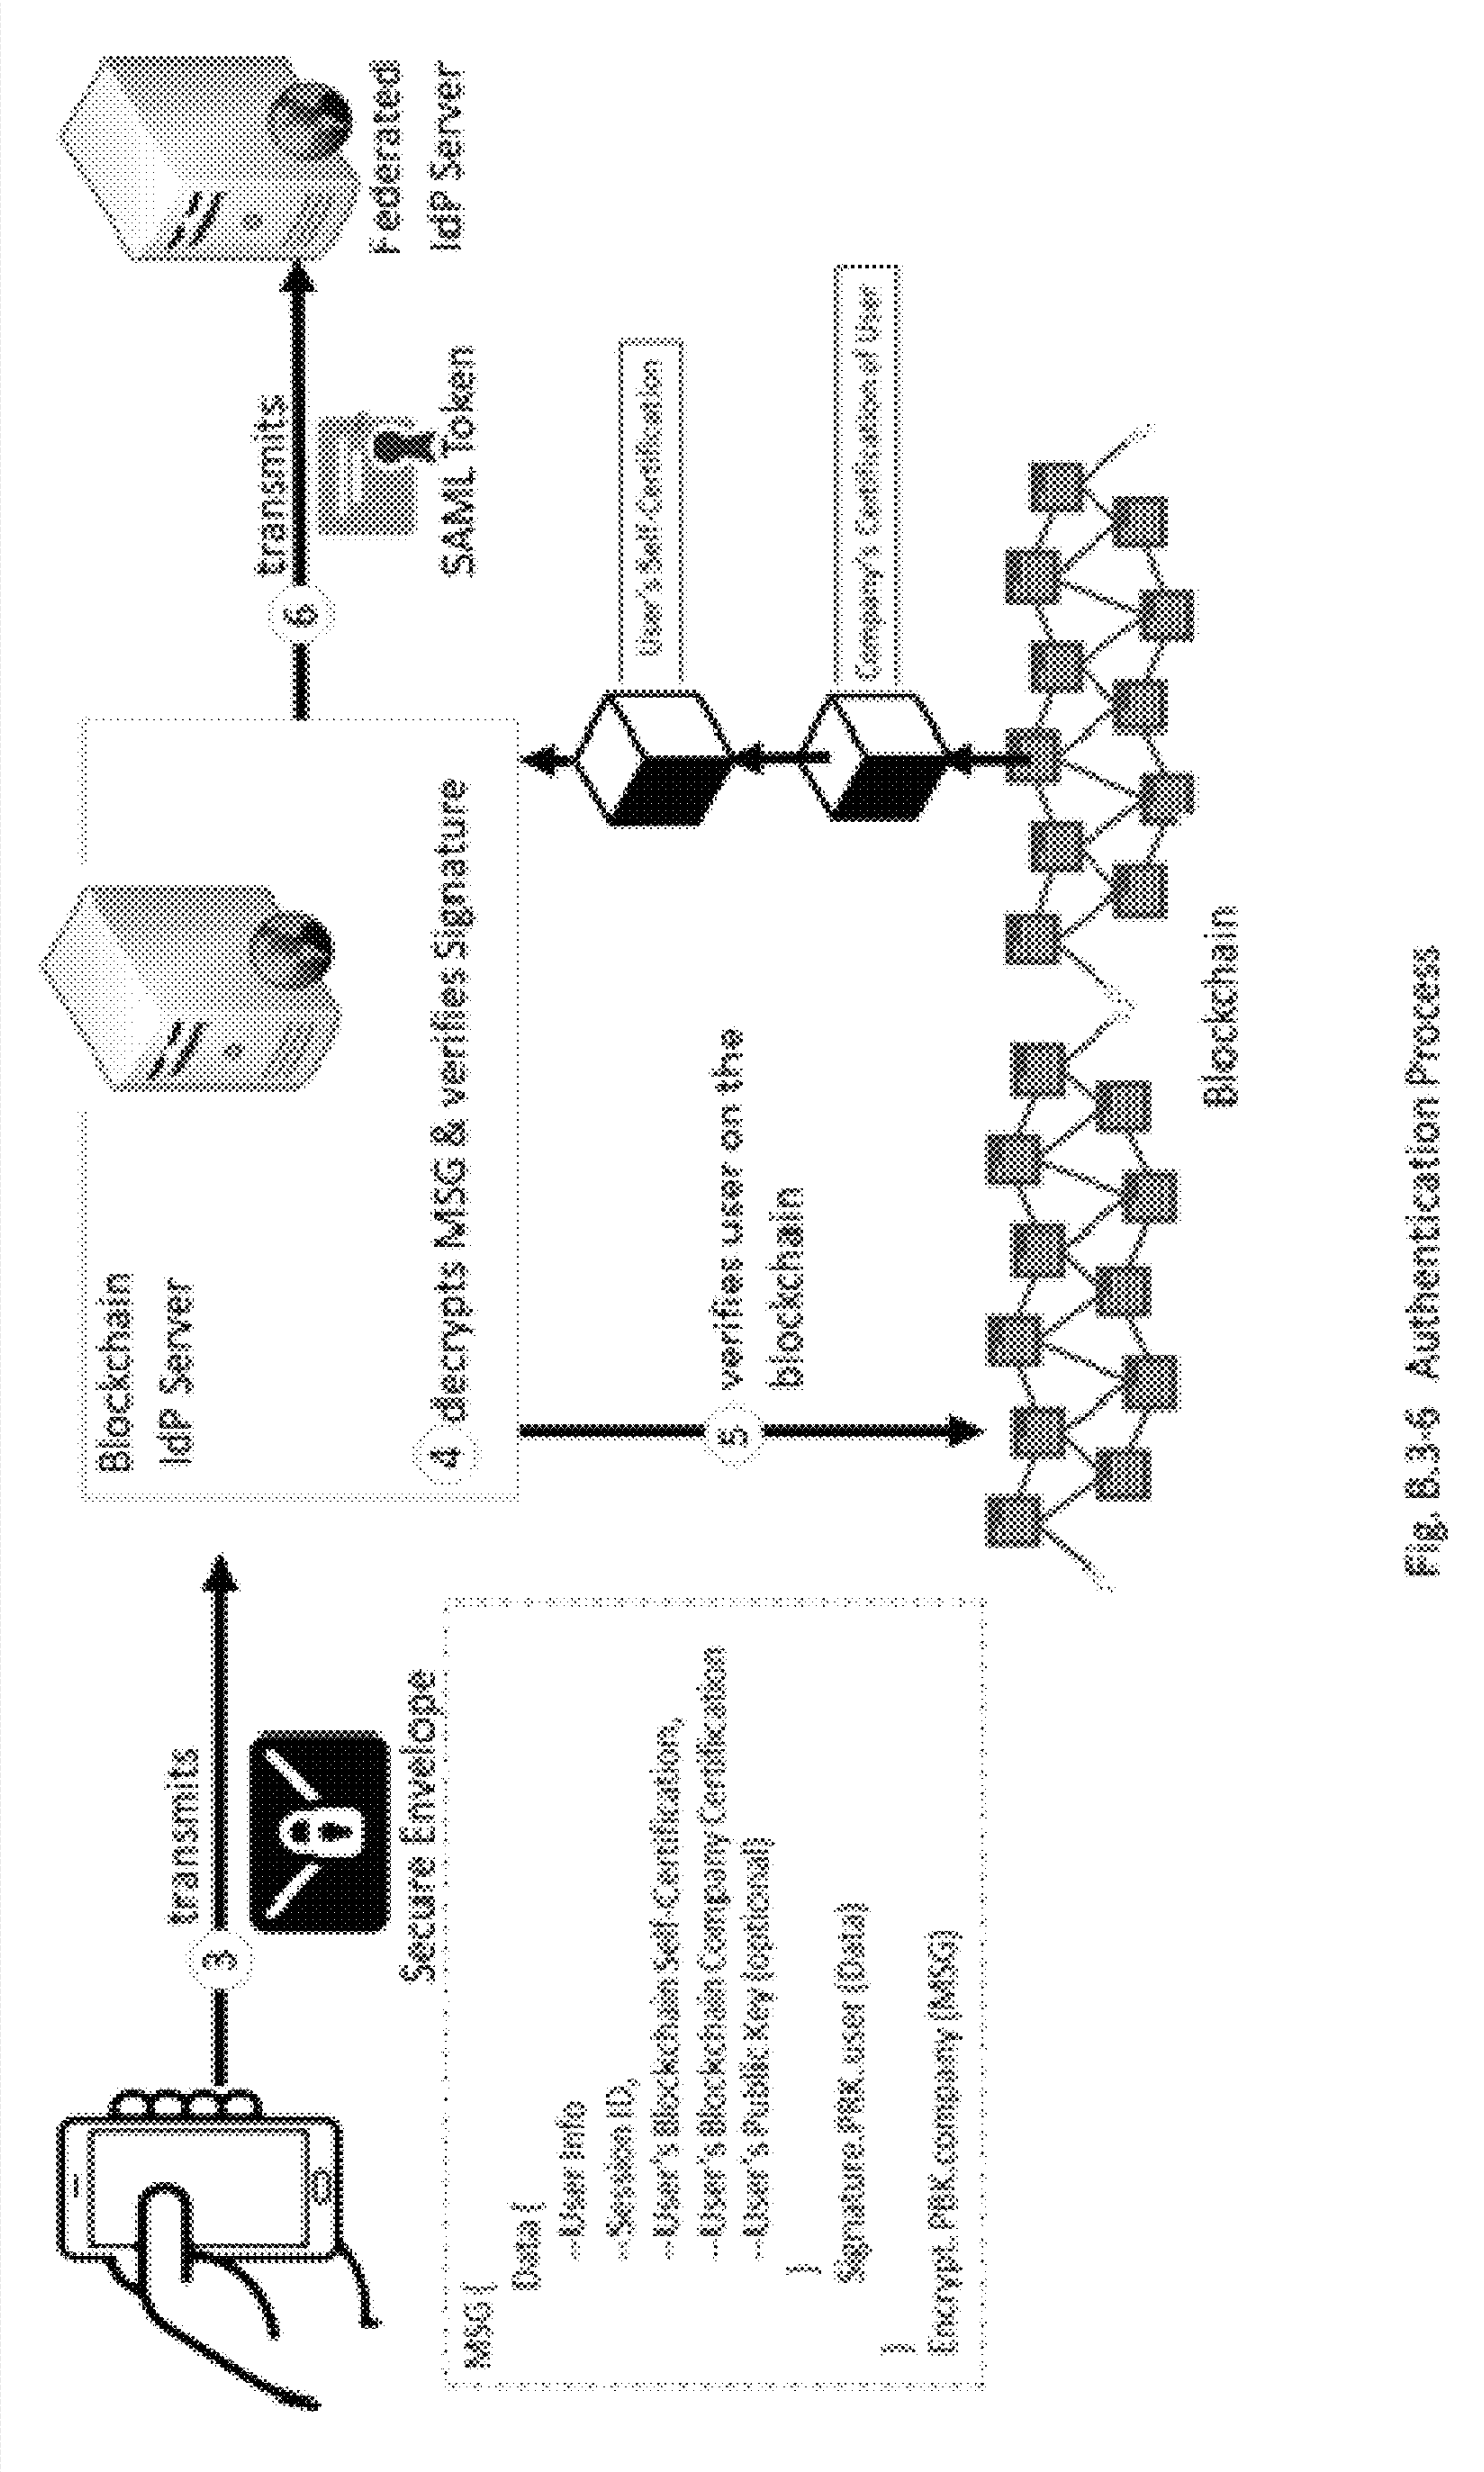 3
transmits
Secure Envelope
MSG {
Data {
--User Info
--Session ID,
--User's Blockchain Self-Certification,
--User's Blockchain Company Certification
--User's Public Key (optional)
}
Signature.PRK.user (Data)
}
Encrypt. PBK.company (MSG)
Blockchain
IdP Server
4
decrypts MSG & verifies Signature
5
verifies user on the
blockchain
6
transmits
SAML Token
Federated
IdP Server
User's Self-Certification
Company's Certification of User
Blockchain
Fig. B.3-6 Authentication Process